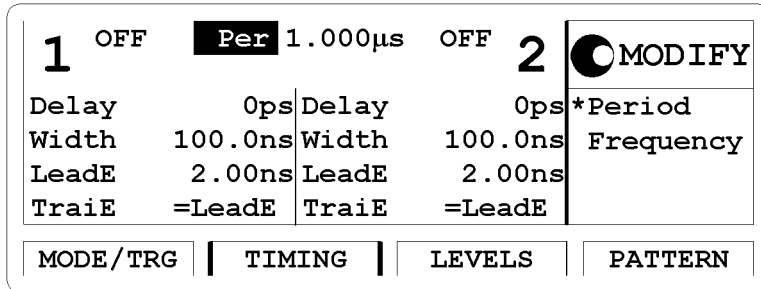 1 OFF Per 1.000µs OFF 2 MODIFY
Delay 0ps Delay 0ps *Period
Width 100.0ns Width 100.0ns Frequency
LeadE 2.00ns LeadE 2.00ns
TraiE =LeadE TraiE =LeadE
MODE/TRG TIMING LEVELS PATTERN